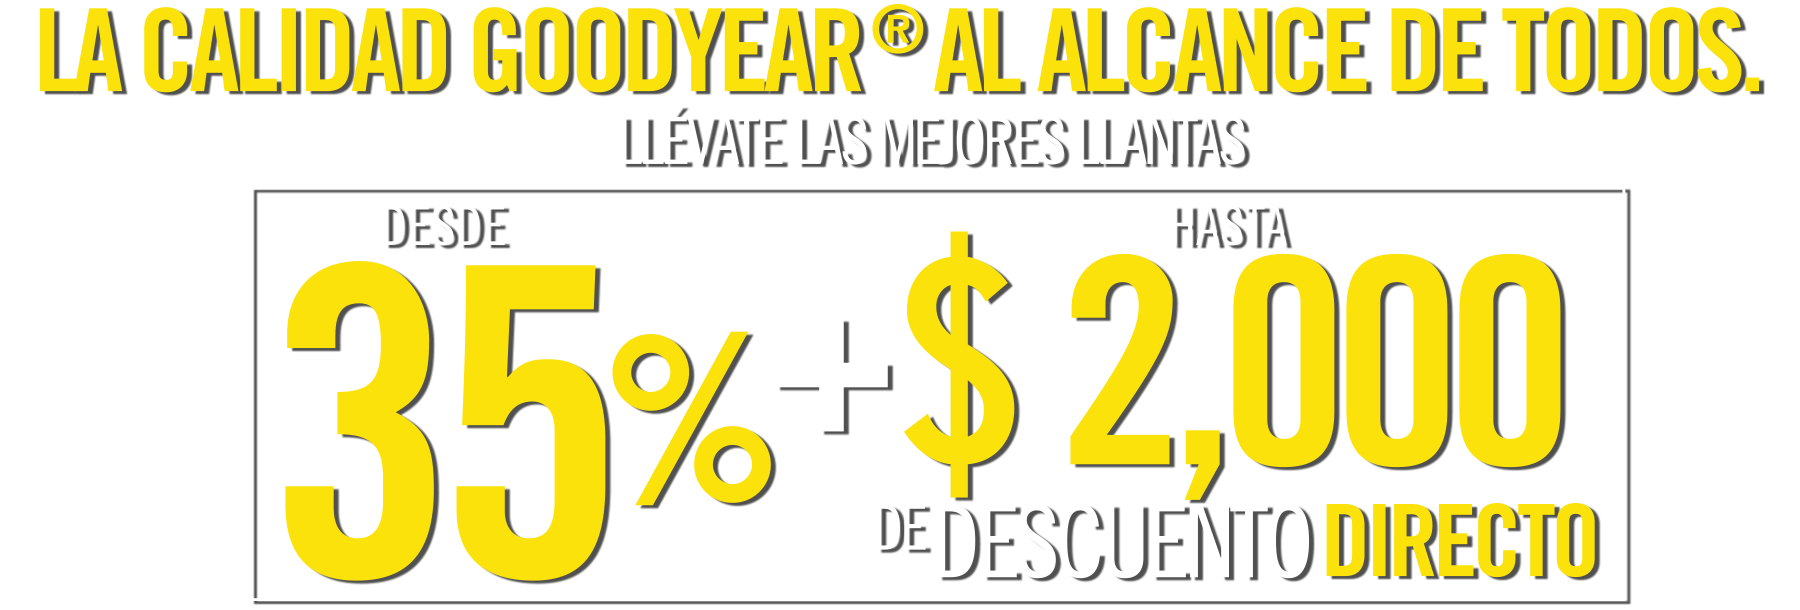 LA CALIDAD GOODYEAR® AL ALCANCE DE TODOS.
LLÉVATE LAS MEJORES LLANTAS
DESDE
35%
+
HASTA
$ 2,000
DE DESCUENTO DIRECTO